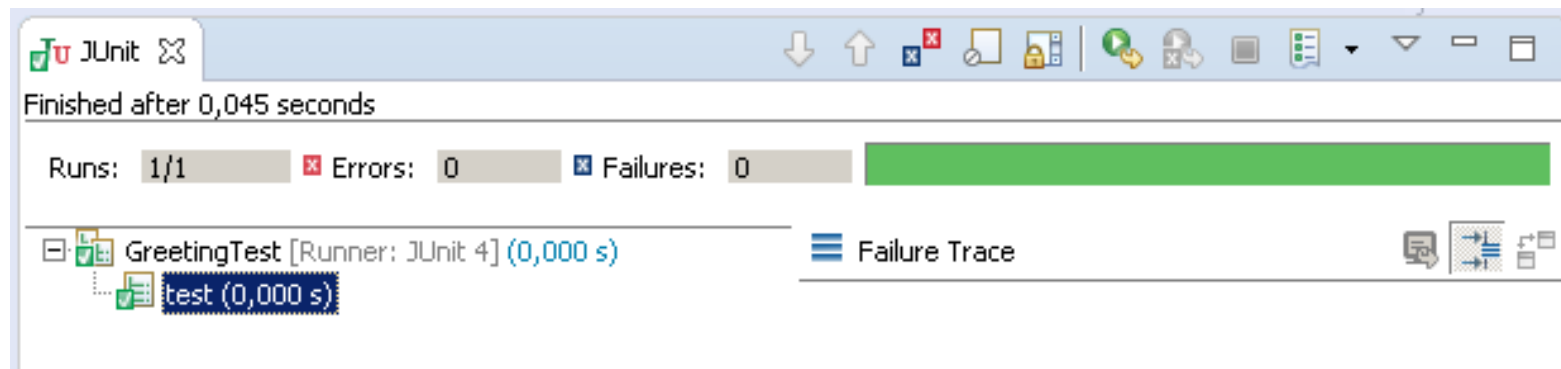 JUnit
Finished after 0,045 seconds
Runs: 1/1 Errors: 0 Failures: 0
GreetingTest [Runner: JUnit 4] (0,000 s)
Failure Trace
test (0,000 s)